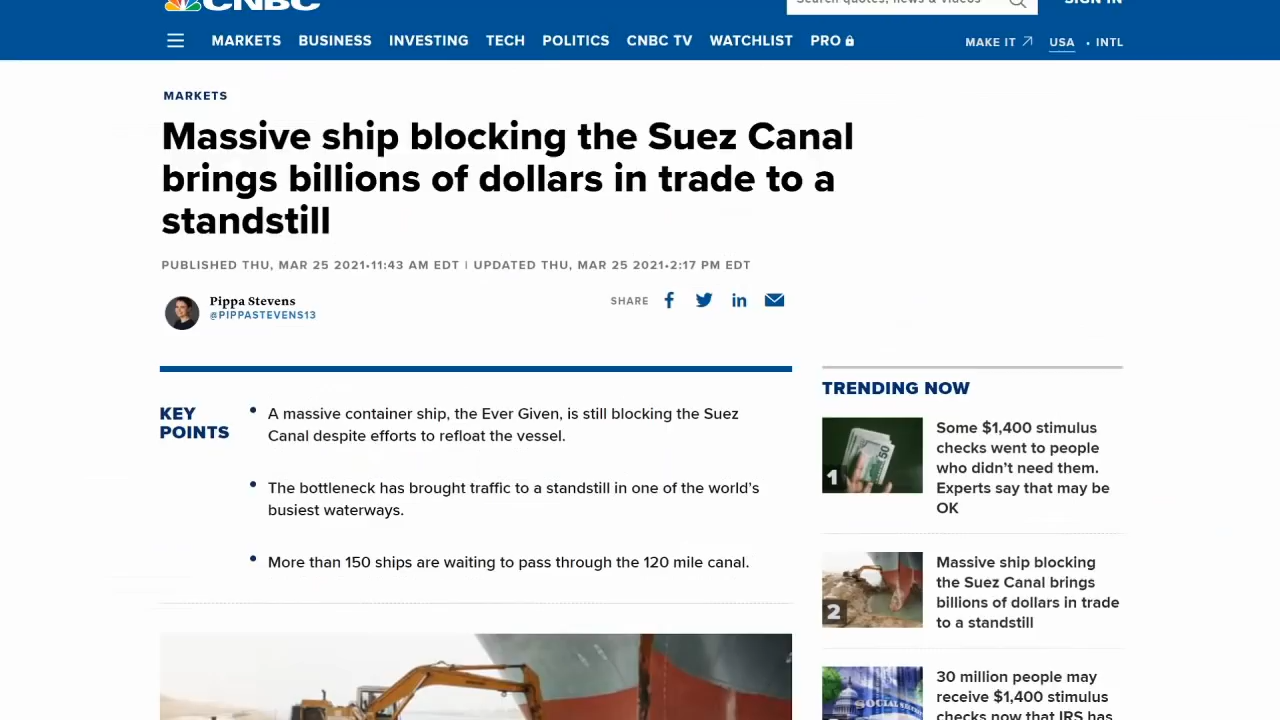 CNBC
Search quotes, news & videos
SIGN IN
MARKETS BUSINESS INVESTING TECH POLITICS CNBC TV WATCHLIST PRO
MAKE IT USA • INTL
MARKETS
Massive ship blocking the Suez Canal
brings billions of dollars in trade to a
standstill
PUBLISHED THU, MAR 25 2021•11:43 AM EDT | UPDATED THU, MAR 25 2021•2:17 PM EDT
Pippa Stevens
@PIPPASTEVENS13
SHARE
KEY
POINTS
• A massive container ship, the Ever Given, is still blocking the Suez
Canal despite efforts to refloat the vessel.
• The bottleneck has brought traffic to a standstill in one of the world's
busiest waterways.
• More than 150 ships are waiting to pass through the 120 mile canal.
TRENDING NOW
1
50
Some $1,400 stimulus
checks went to people
who didn't need them.
Experts say that may be
OK
2
Massive ship blocking
the Suez Canal brings
billions of dollars in trade
to a standstill
SOCIAL
30 million people may
receive $1,400 stimulus
checks now that IRS has